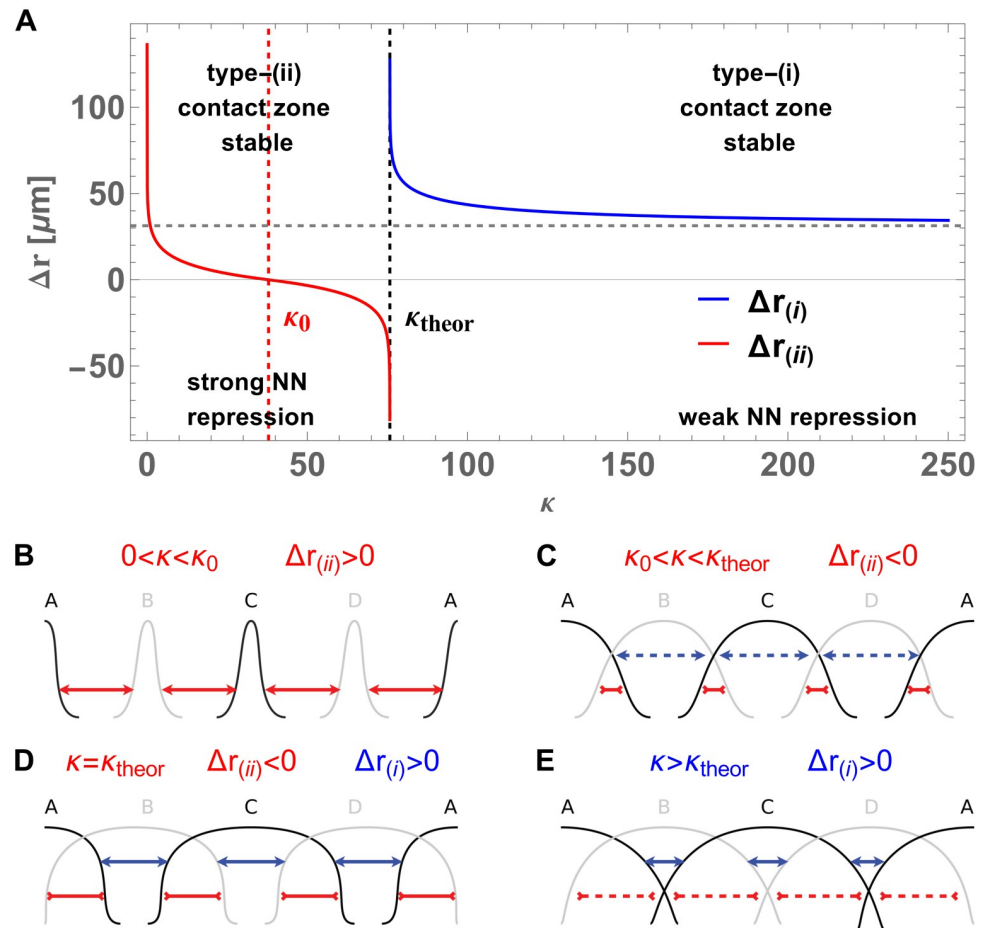 A
type-(ii)
contact zone
stable
type-(i)
contact zone
stable
100
50
0
-50
Δr [μm]
κ0
κtheor
Δr(i)
Δr(ii)
strong NN
repression
weak NN repression
0
50
100
150
200
250
κ
B
0<κ<κ0
Δr(ii)>0
A B C D A
C
κ0<κ<κtheor
Δr(ii)<0
A B C D A
D
κ=κtheor
Δr(ii)<0
Δr(i)>0
A B C D A
E
κ>κtheor
Δr(i)>0
A B C D A